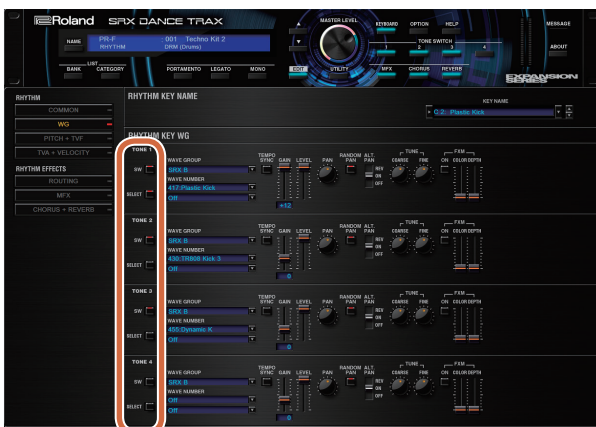 Roland SRX DANCE TRAX
NAME
PR-F : 001 Techno Kit 2
RHYTHM DRM (Drums)
LIST
BANK CATEGORY PORTAMENTO LEGATO MONO
MASTER LEVEL
EDIT UTILITY
KEYBOARD OPTION HELP
TONE SWITCH
1 2 3 4
MFX CHORUS REVERB
MESSAGE
ABOUT
EXPANSION
SERIES
RHYTHM
COMMON
WG
PITCH + TVF
TVA + VELOCITY
RHYTHM EFFECTS
ROUTING
MFX
CHORUS + REVERB
RHYTHM KEY NAME
KEY NAME
C 2: Plastic Kick
RHYTHM KEY WG
TONE 1
SW
SELECT
WAVE GROUP
SRX B
WAVE NUMBER
417:Plastic Kick
Off
TEMPO SYNC GAIN LEVEL PAN RANDOM PAN ALT. PAN
REV
ON
OFF
+12
TUNE
COARSE FINE
FXM
ON COLOR DEPTH
TONE 2
SW
SELECT
WAVE GROUP
SRX B
WAVE NUMBER
430:TR808 Kick 3
Off
TEMPO SYNC GAIN LEVEL PAN RANDOM PAN ALT. PAN
REV
ON
OFF
0
TUNE
COARSE FINE
FXM
ON COLOR DEPTH
TONE 3
SW
SELECT
WAVE GROUP
SRX B
WAVE NUMBER
455:Dynamic K
Off
TEMPO SYNC GAIN LEVEL PAN RANDOM PAN ALT. PAN
REV
ON
OFF
0
TUNE
COARSE FINE
FXM
ON COLOR DEPTH
TONE 4
SW
SELECT
WAVE GROUP
SRX B
WAVE NUMBER
Off
Off
TEMPO SYNC GAIN LEVEL PAN RANDOM PAN ALT. PAN
REV
ON
OFF
0
TUNE
COARSE FINE
FXM
ON COLOR DEPTH